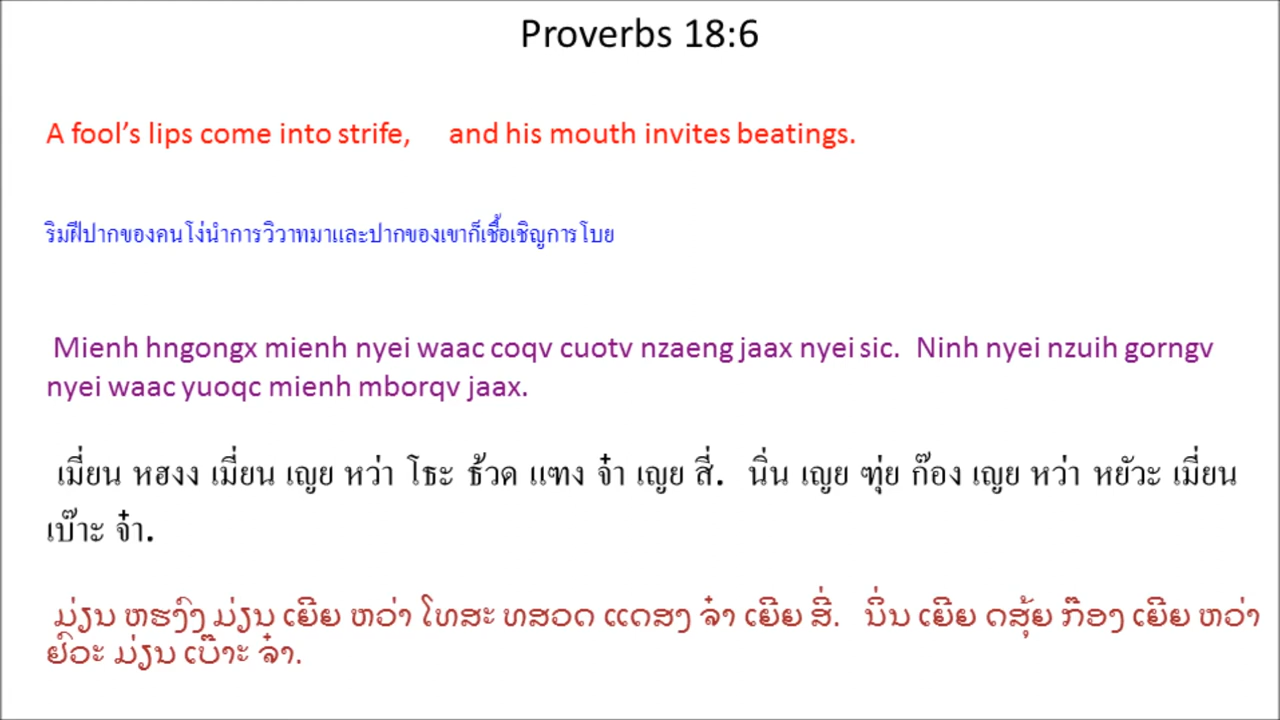 Proverbs 18:6
A fool’s lips come into strife, and his mouth invites beatings.
ริมฝีปากของคนโง่นำการวิวาทมาและปากของเขาก็เชื้อเชิญการโบย
Mienh hngongx mienh nyei waac coqv cuotv nzaeng jaax nyei sic. Ninh nyei nzuih gorngv
nyei waac yuoqc mienh mborqv jaax.
เมี่ยน หฮงง เมี่ยน เญย หว่า โธะ ธ้วด แฑง จ๋า เญย สี่. นิ่น เญย ฑุ่ย ก๊อง เญย หว่า หยัวะ เมี่ยน
เบ๊าะ จ๋า.
ມ່ຽນ ຫຮງົງ ມ່ຽນ ເຍີຍ ຫວ່າ ໂທສະ ທສວດ ແດສງ ຈ໋າ ເຍີຍ ສີ່. ນິ່ນ ເຍີຍ ດສຸ້ຍ ກ໊ອງ ເຍີຍ ຫວ່າ
ຢົວະ ມ່ຽນ ເບົ໊າະ ຈ໋າ.